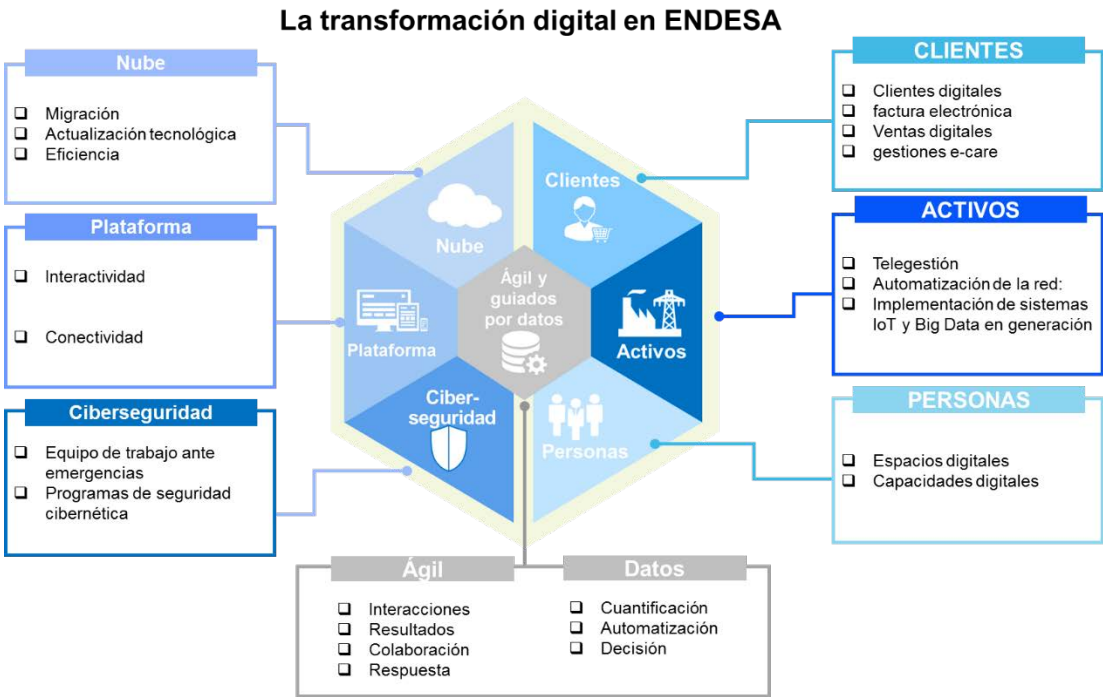 La transformación digital en ENDESA
Nube
❑ Migración
❑ Actualización tecnológica
❑ Eficiencia
Plataforma
❑ Interactividad
❑ Conectividad
Ciberseguridad
❑ Equipo de trabajo ante
emergencias
❑ Programas de seguridad
cibernética
Nube
Clientes
Plataforma
Ágil y
guiados
por datos
Activos
Ciber-
seguridad
Personas
CLIENTES
❑ Clientes digitales
❑ factura electrónica
❑ Ventas digitales
❑ gestiones e-care
ACTIVOS
❑ Telegestión
❑ Automatización de la red:
❑ Implementación de sistemas
IoT y Big Data en generación
PERSONAS
❑ Espacios digitales
❑ Capacidades digitales
Ágil
❑ Interacciones
❑ Resultados
❑ Colaboración
❑ Respuesta
Datos
❑ Cuantificación
❑ Automatización
❑ Decisión